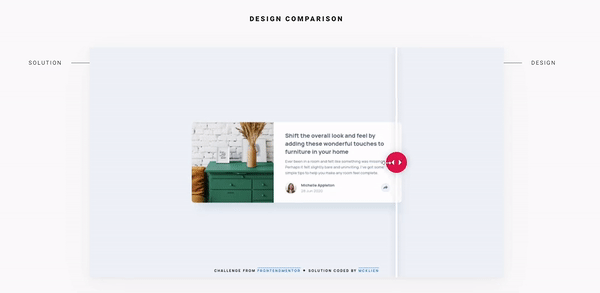 DESIGN COMPARISON
SOLUTION
DESIGN
Shift the overall look and feel by
adding these wonderful touches to
furniture in your home
Ever been in a room and felt like something was missing?
Perhaps it felt slightly bare and uninviting. I've got some
simple tips to help you make any room feel complete.
Michelle Appleton
28 Jun 2020
CHALLENGE FROM FRONTENDMENTOR SOLUTION CODED BY